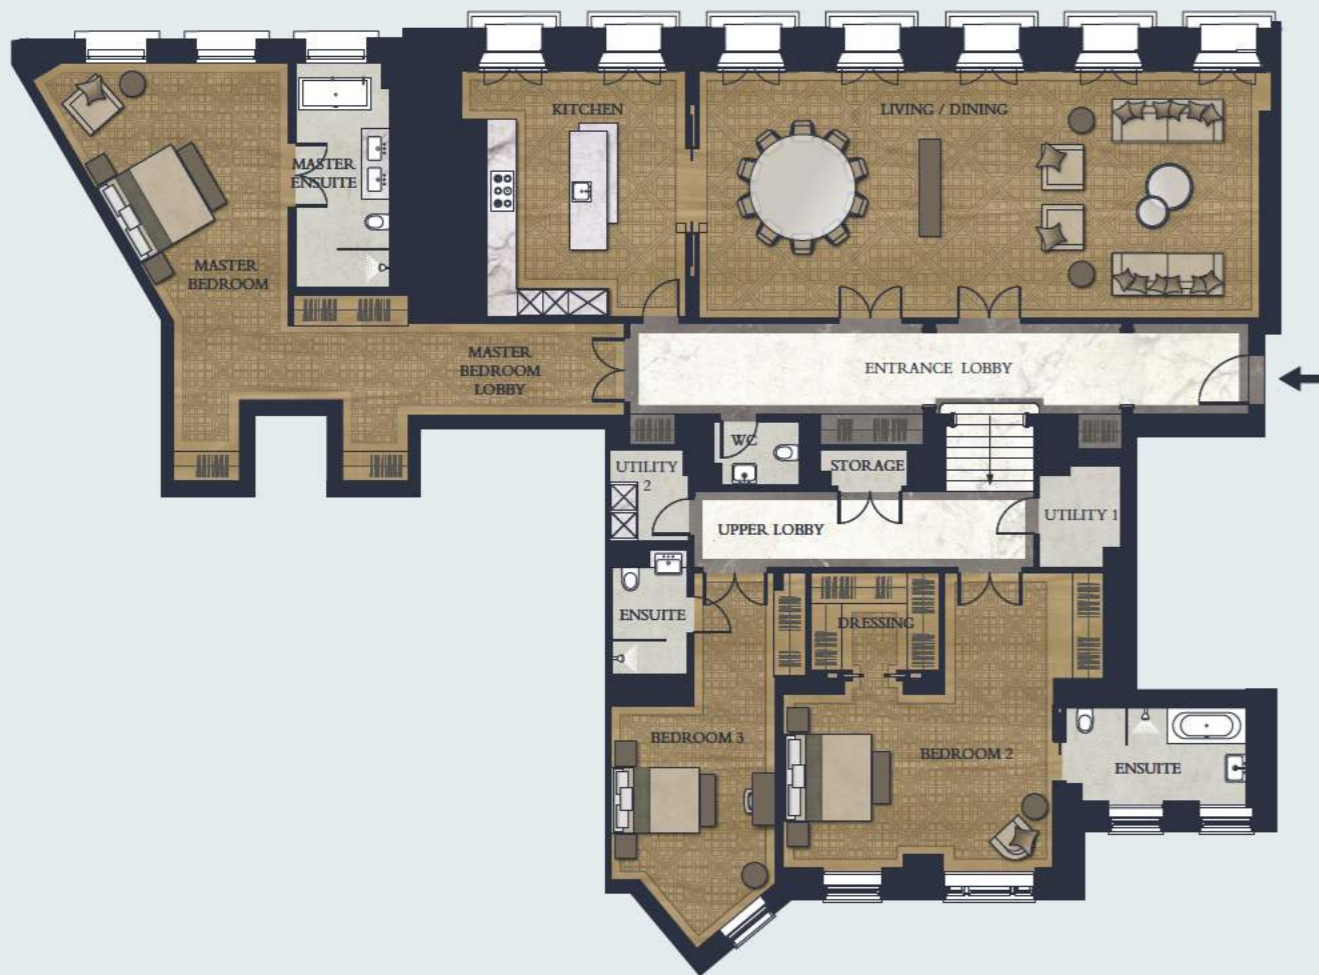 KITCHEN
LIVING / DINING
MASTER
ENSUITE
MASTER
BEDROOM
MASTER
BEDROOM
LOBBY
ENTRANCE LOBBY
WC
UTILITY
2
STORAGE
UPPER LOBBY
UTILITY 1
ENSUITE
DRESSING
BEDROOM 3
BEDROOM 2
ENSUITE